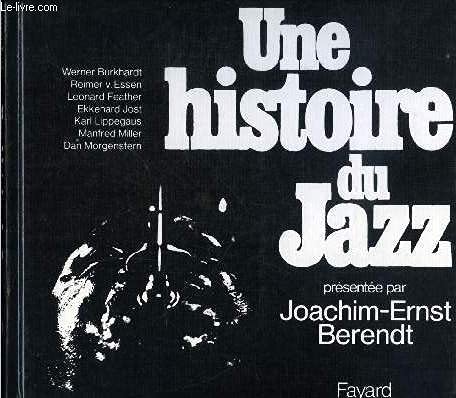 Le-livre.com
Werner Burkhardt
Reimer v. Essen
Leonard Feather
Ekkehard Jost
Karl Lippegaus
Manfred Miller
Dan Morgenstern
Une
histoire
du
Jazz
présentée par
Joachim-Ernst
Berendt
Fayard